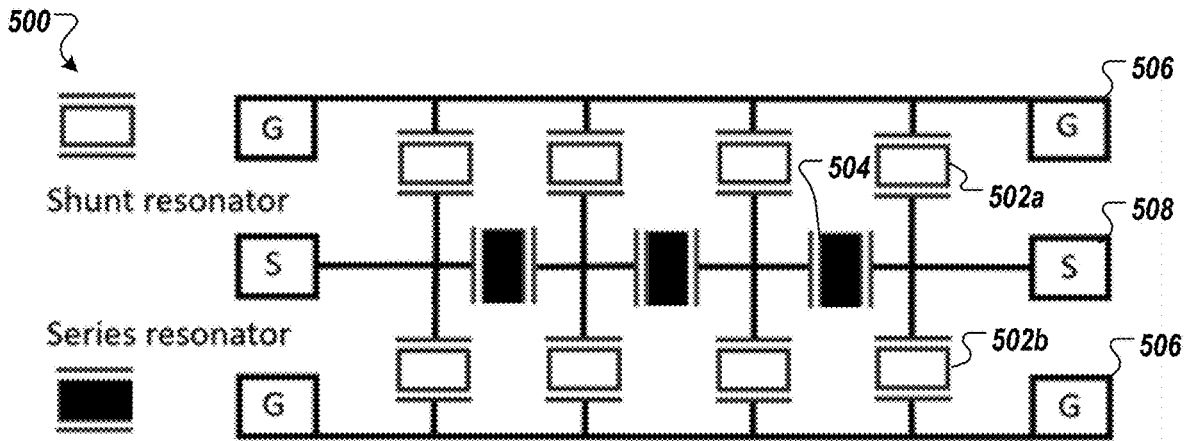 500
506
G
G
504
Shunt resonator
502a
508
S
S
Series resonator
502b
506
G
G